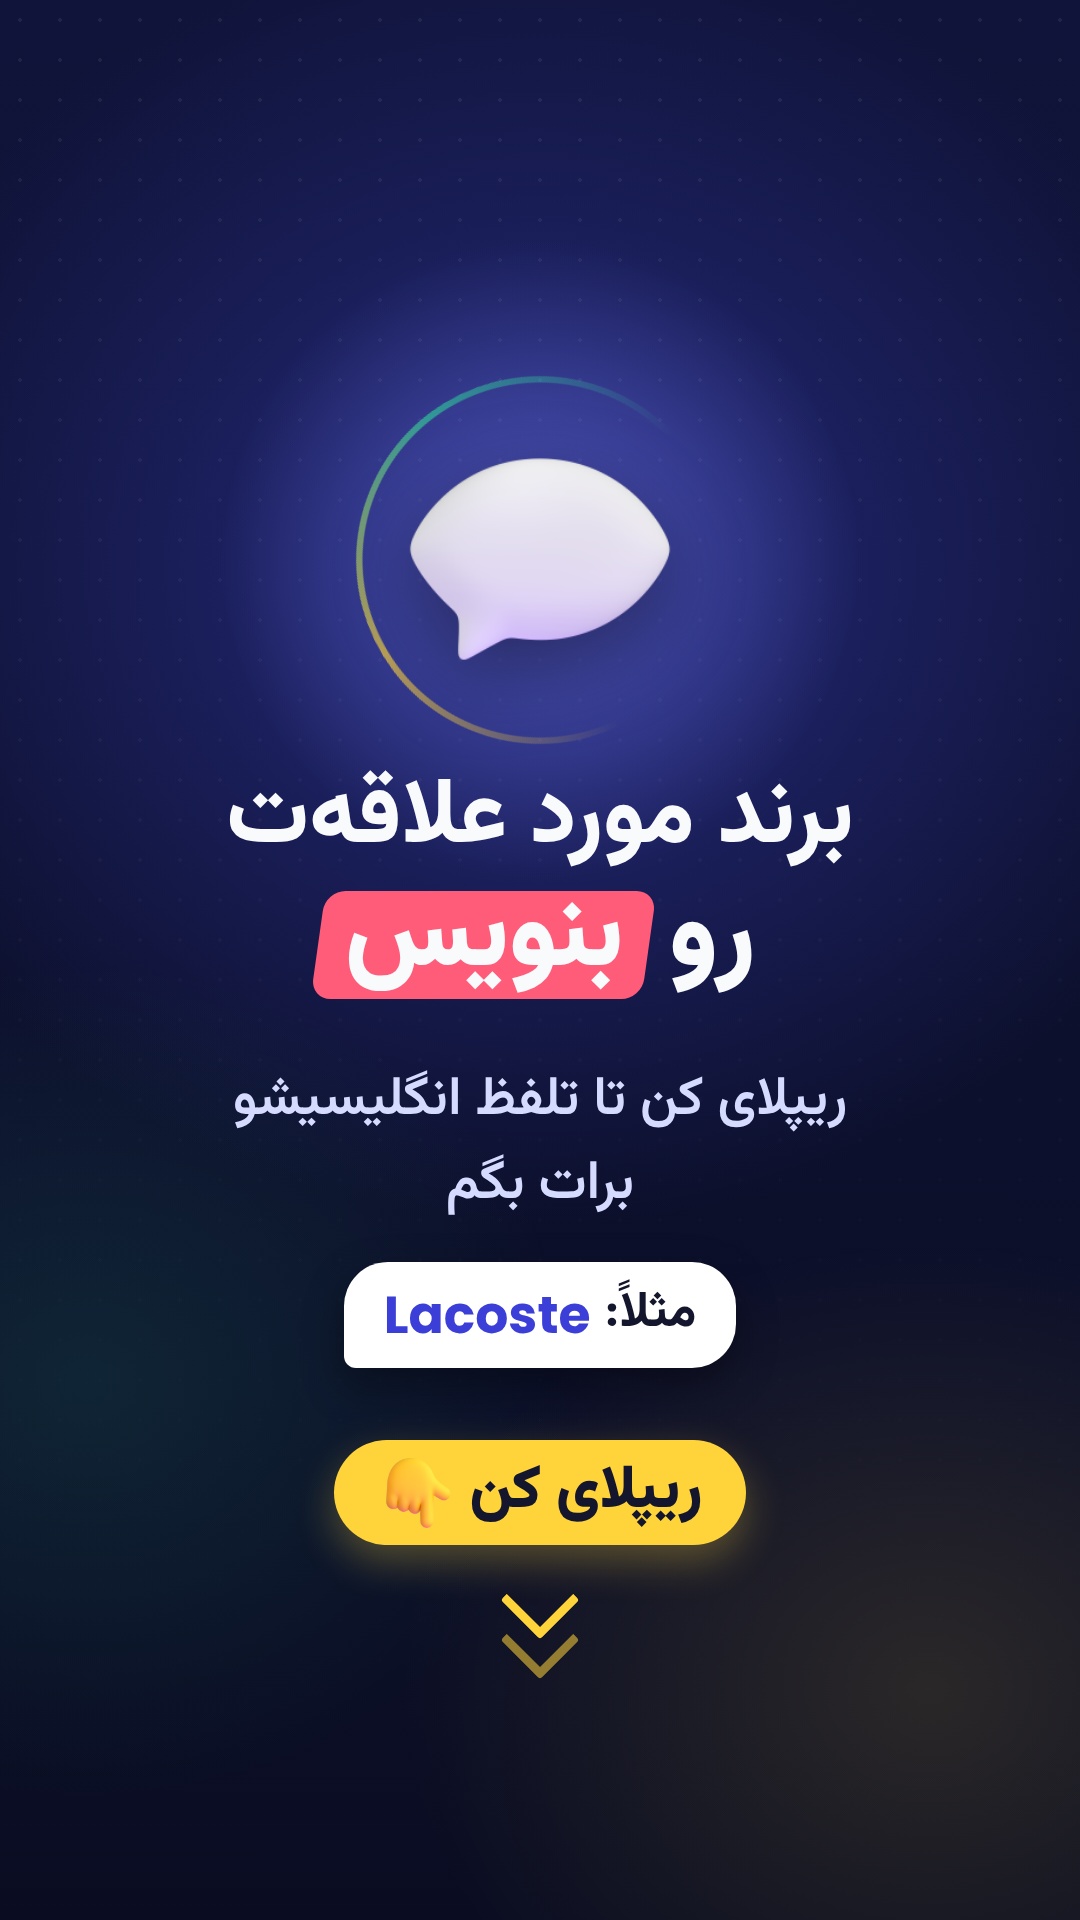 برند مورد علاقه‌ت
رو بنویس
ریپلای کن تا تلفظ انگلیسیشو
برات بگم
مثلاً: Lacoste
ریپلای کن 👇